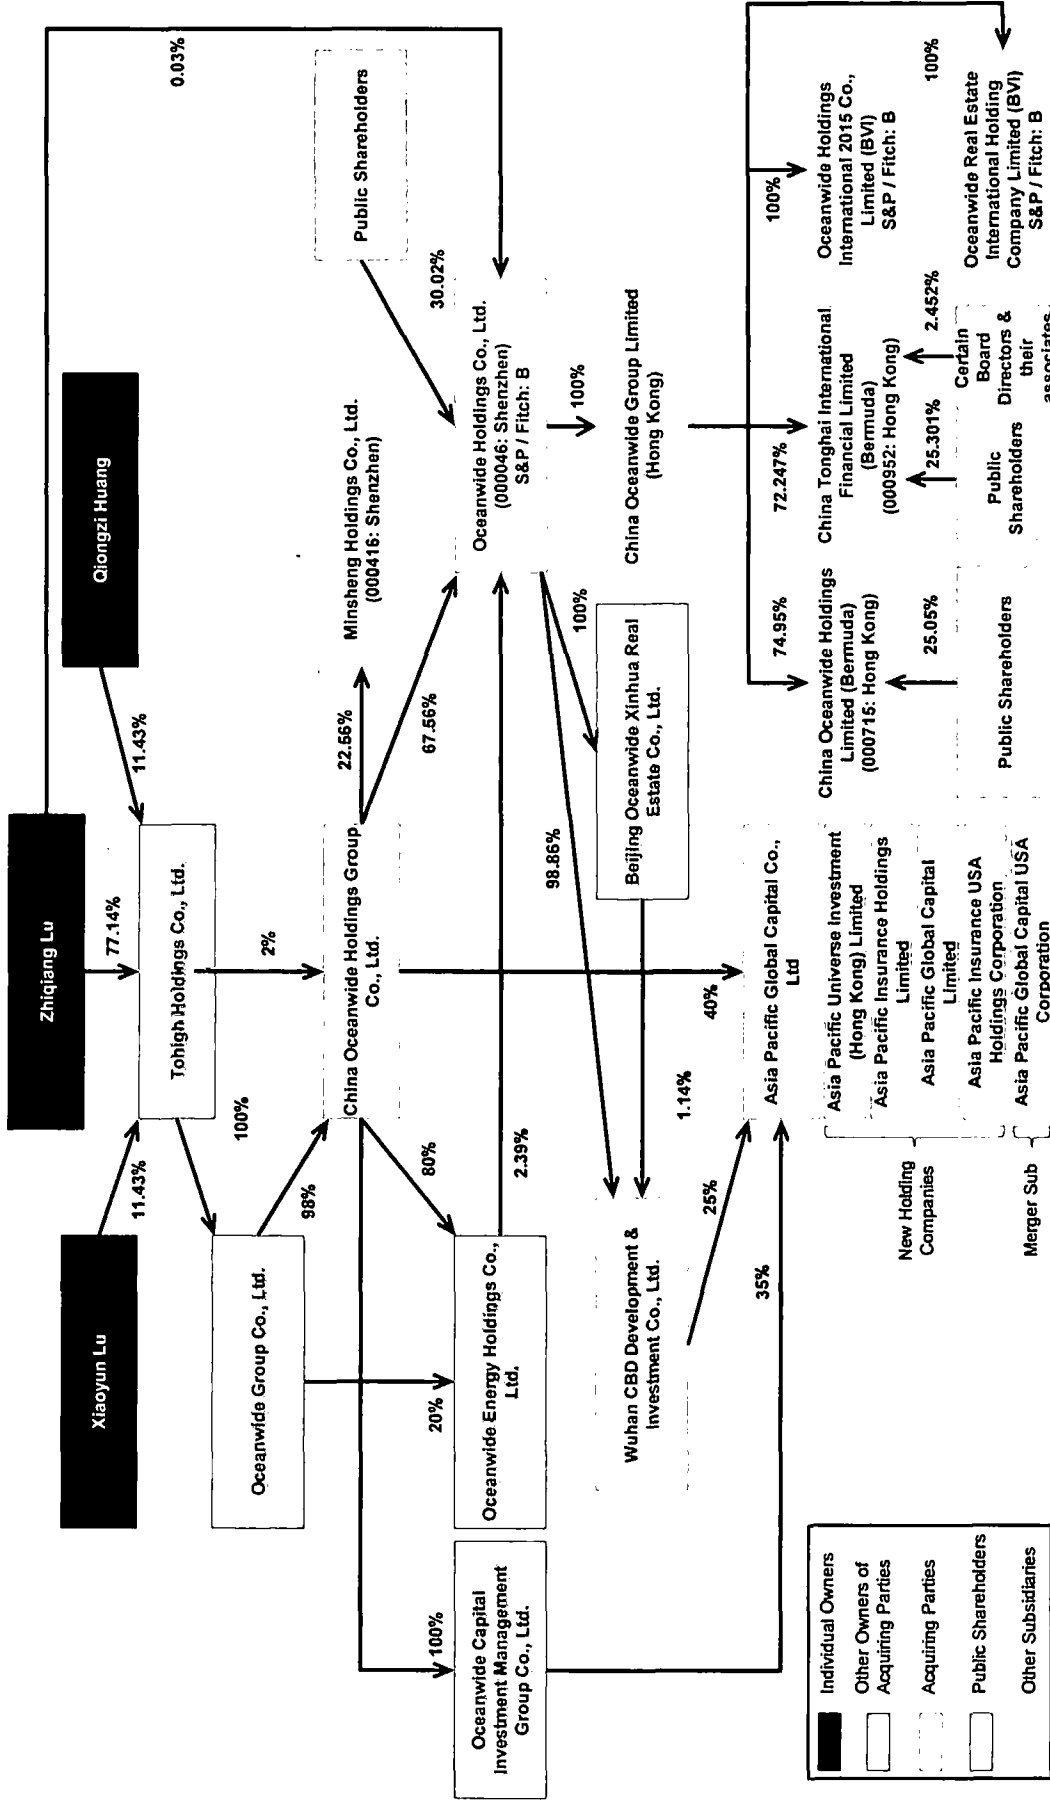 Xiaoyun Lu
Zhiqiang Lu
Qiongzi Huang
11.43%
77.14%
11.43%
0.03%
Tohigh Holdings Co., Ltd.
100%
2%
Oceanwide Group Co., Ltd.
98%
China Oceanwide Holdings Group
Co., Ltd.
22.56%
Minsheng Holdings Co., Ltd.
(000416: Shenzhen)
Public Shareholders
67.56%
30.02%
20%
80%
100%
Oceanwide Capital
Investment Management
Group Co., Ltd.
Oceanwide Energy Holdings Co.,
Ltd.
2.39%
Oceanwide Holdings Co., Ltd.
(000046: Shenzhen)
S&P / Fitch: B
98.86%
100%
100%
Wuhan CBD Development &
Investment Co., Ltd.
1.14%
Beijing Oceanwide Xinhua Real
Estate Co., Ltd.
China Oceanwide Group Limited
(Hong Kong)
25%
40%
35%
Asia Pacific Global Capital Co.,
Ltd
74.95%
72.247%
100%
100%
New Holding
Companies
Asia Pacific Universe Investment
(Hong Kong) Limited
Asia Pacific Insurance Holdings
Limited
Asia Pacific Global Capital
Limited
Asia Pacific Insurance USA
Holdings Corporation
Merger Sub
Asia Pacific Global Capital USA
Corporation
China Oceanwide Holdings
Limited (Bermuda)
(000715: Hong Kong)
25.05%
Public Shareholders
China Tonghai International
Financial Limited
(Bermuda)
(000952: Hong Kong)
25.301%
2.452%
Public
Shareholders
Certain
Board
Directors &
their
associates
Oceanwide Holdings
International 2015 Co.,
Limited (BVI)
S&P / Fitch: B
Oceanwide Real Estate
International Holding
Company Limited (BVI)
S&P / Fitch: B
Individual Owners
Other Owners of
Acquiring Parties
Acquiring Parties
Public Shareholders
Other Subsidiaries